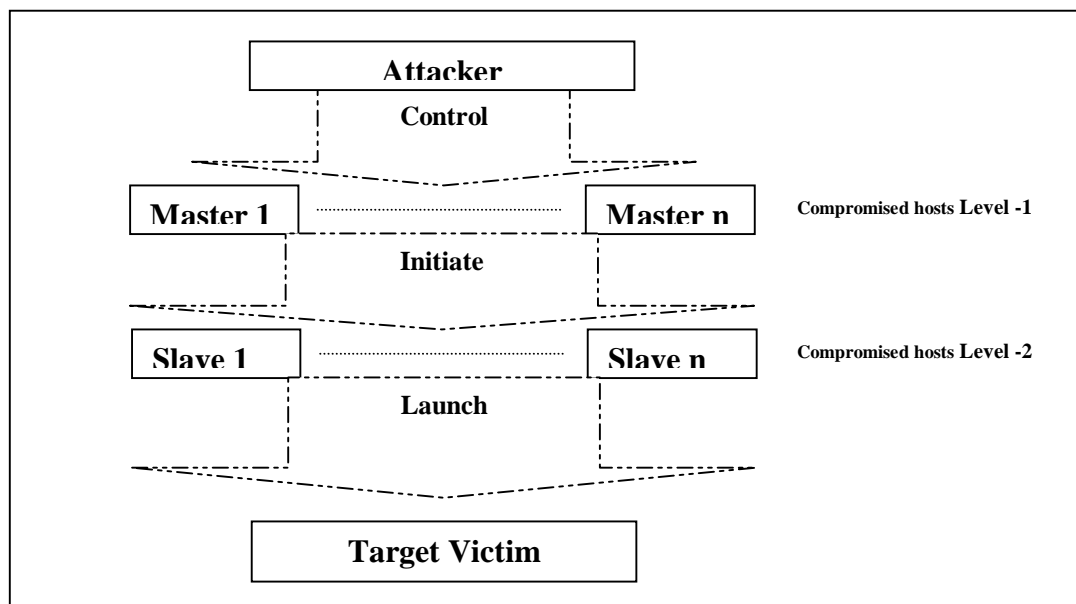 Attacker
Control
Master 1 Master n Compromised hosts Level -1
Initiate
Slave 1 Slave n Compromised hosts Level -2
Launch
Target Victim